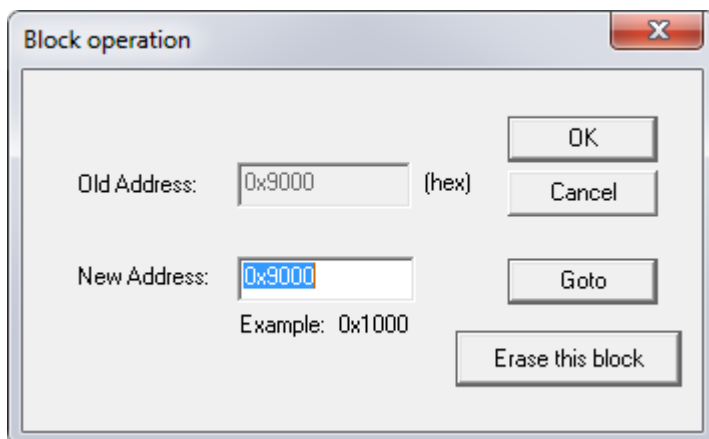 Block operation
OK
Old Address: 0x9000 (hex)
Cancel
New Address: 0x9000
Goto
Example: 0x1000
Erase this block